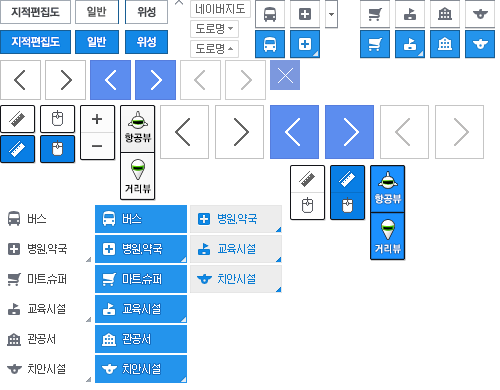 지적편집도 일반 위성 네이버지도
도로명
지적편집도 일반 위성
도로명
항공뷰
거리뷰
항공뷰
거리뷰
버스 버스 병원,약국
병원,약국 병원,약국 교육시설
마트,슈퍼 마트,슈퍼 치안시설
교육시설 교육시설
관공서 관공서
치안시설 치안시설